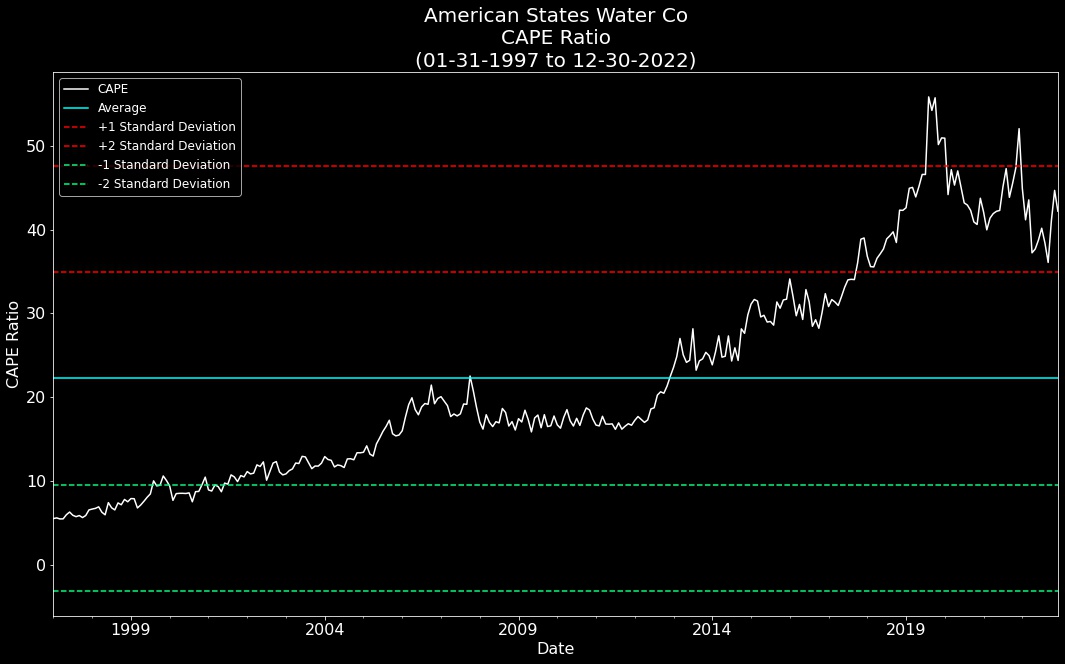 American States Water Co
CAPE Ratio
(01-31-1997 to 12-30-2022)
CAPE
Average
+1 Standard Deviation
+2 Standard Deviation
-1 Standard Deviation
-2 Standard Deviation
CAPE Ratio
50
40
30
20
10
0
1999 2004 2009 2014 2019
Date